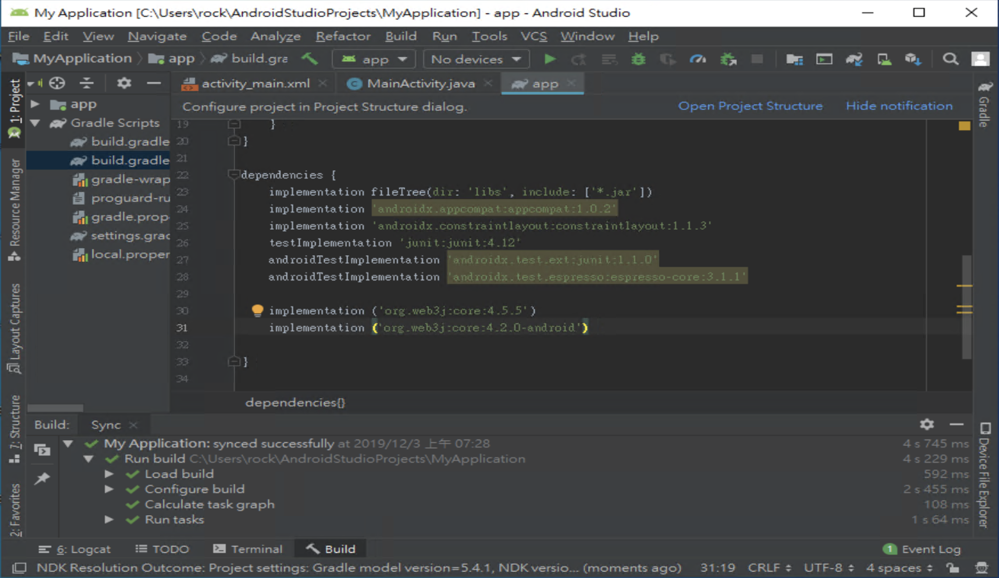 My Application [C:\Users\rock\AndroidStudioProjects\MyApplication] - app - Android Studio
File Edit View Navigate Code Analyze Refactor Build Run Tools VCS Window Help
MyApplication app build.gra app No devices
1: Project
Resource Manager
Layout Captures
7: Structure
2: Favorites
app
Gradle Scripts
build.gradle
build.gradle
gradle-wrap
proguard-ru
gradle.prop
settings.grad
local.proper
activity_main.xml MainActivity.java app
Configure project in Project Structure dialog. Open Project Structure Hide notification
19 }
20 }
21
22 dependencies {
23 implementation fileTree(dir: 'libs', include: ['*.jar'])
24 implementation 'androidx.appcompat:appcompat:1.0.2'
25 implementation 'androidx.constraintlayout:constraintlayout:1.1.3'
26 testImplementation 'junit:junit:4.12'
27 androidTestImplementation 'androidx.test.ext:junit:1.1.0'
28 androidTestImplementation 'androidx.test.espresso:espresso-core:3.1.1'
29
30 implementation ('org.web3j:core:4.5.5')
31 implementation ('org.web3j:core:4.2.0-android')
32
33 }
34
dependencies{}
Gradle
Device File Explorer
Build: Sync
My Application: synced successfully at 2019/12/3 上午 07:28 4 s 745 ms
Run build C:\Users\rock\AndroidStudioProjects\MyApplication 4 s 229 ms
Load build 592 ms
Configure build 2 s 455 ms
Calculate task graph 108 ms
Run tasks 1 s 64 ms
6: Logcat TODO Terminal Build 1 Event Log
NDK Resolution Outcome: Project settings: Gradle model version=5.4.1, NDK versio... (moments ago) 31:19 CRLF UTF-8 4 spaces